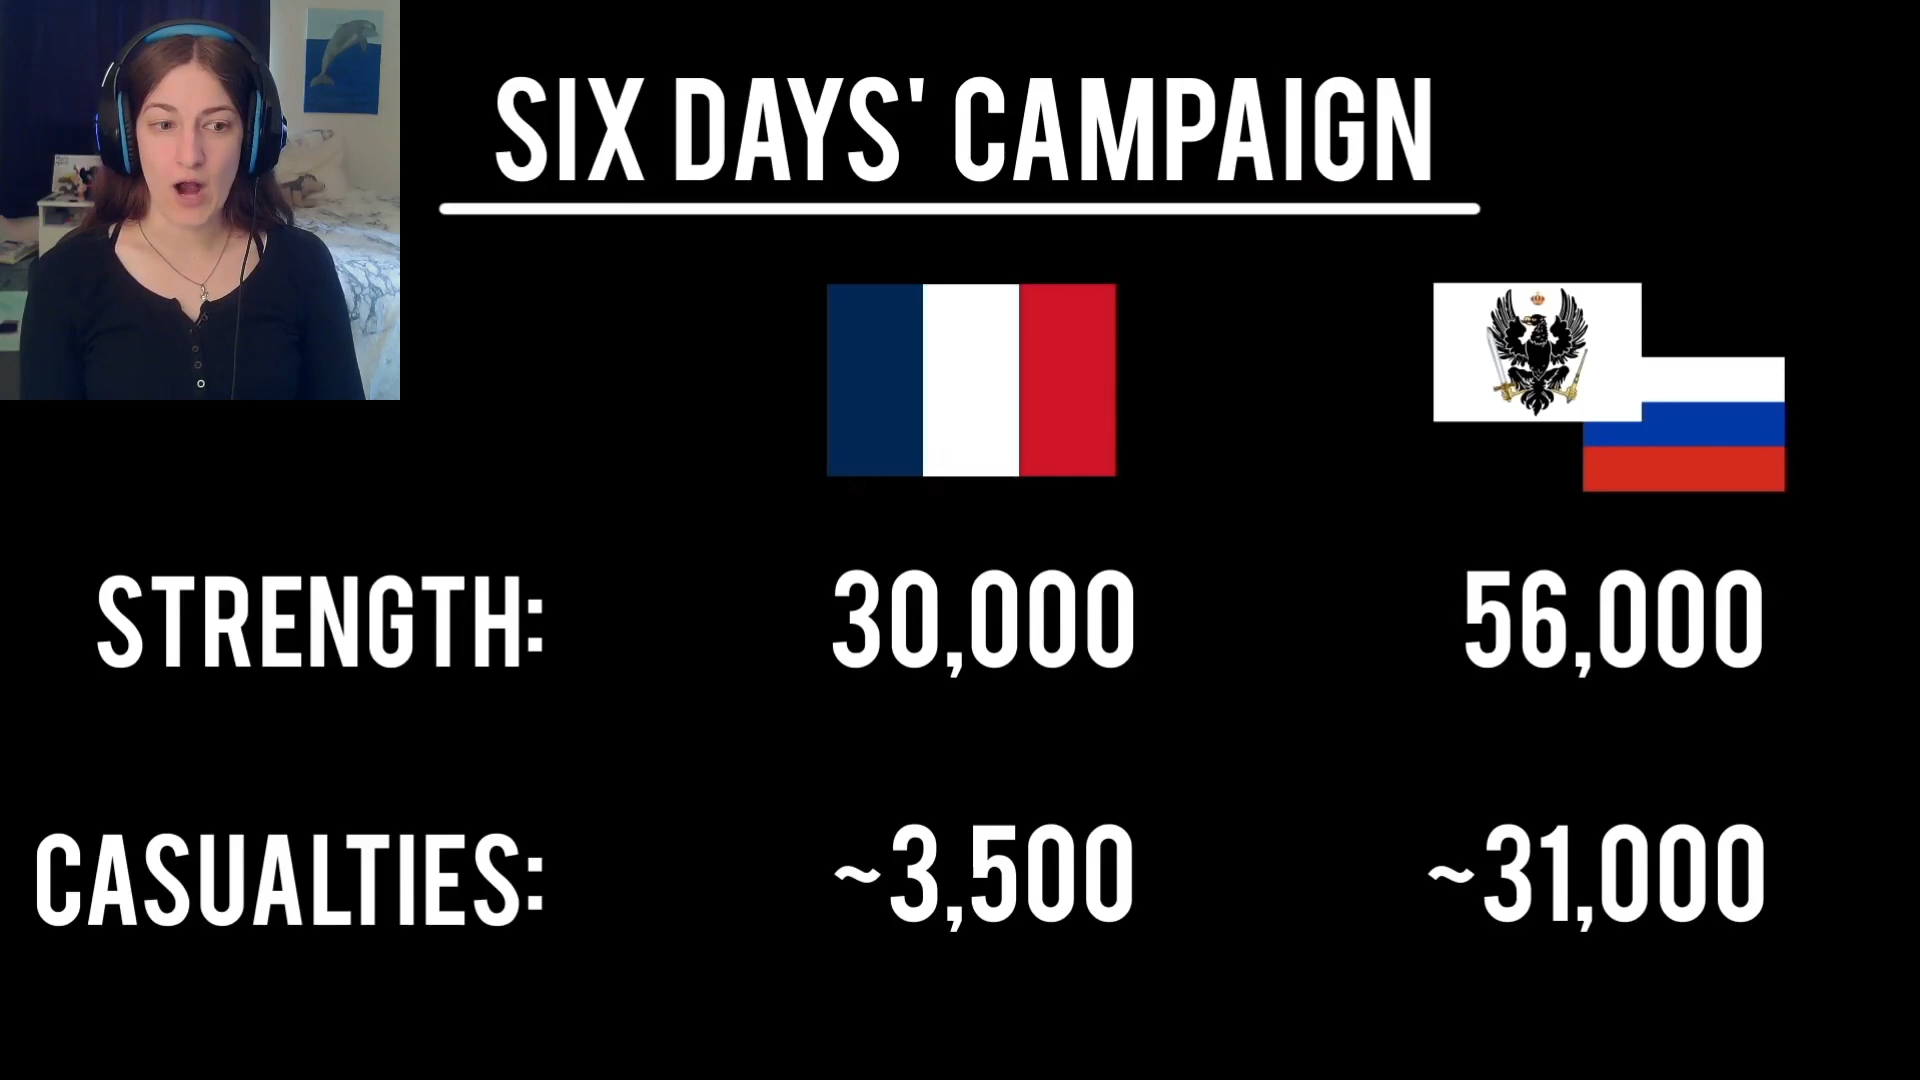 SIX DAYS' CAMPAIGN
STRENGTH: 30,000 56,000
CASUALTIES: ~3,500 ~31,000